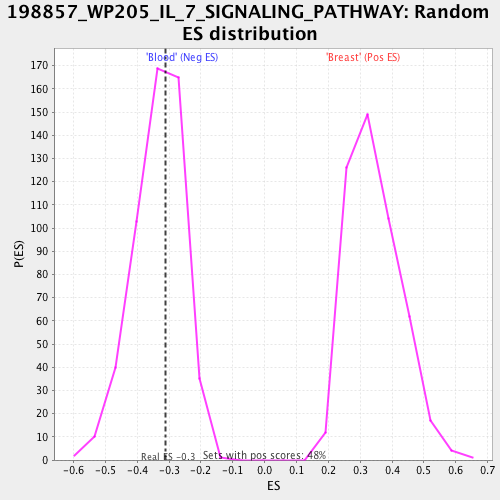 198857_WP205_IL_7_SIGNALING_PATHWAY: Random
ES distribution
'Blood' (Neg ES)
'Breast' (Pos ES)
170
160
150
140
130
120
110
100
90
80
70
60
50
40
30
20
10
0
P(ES)
Real ES -0.3
Sets with pos scores: 48%
-0.6 -0.5 -0.4 -0.3 -0.2 -0.1 0.0 0.1 0.2 0.3 0.4 0.5 0.6 0.7
ES